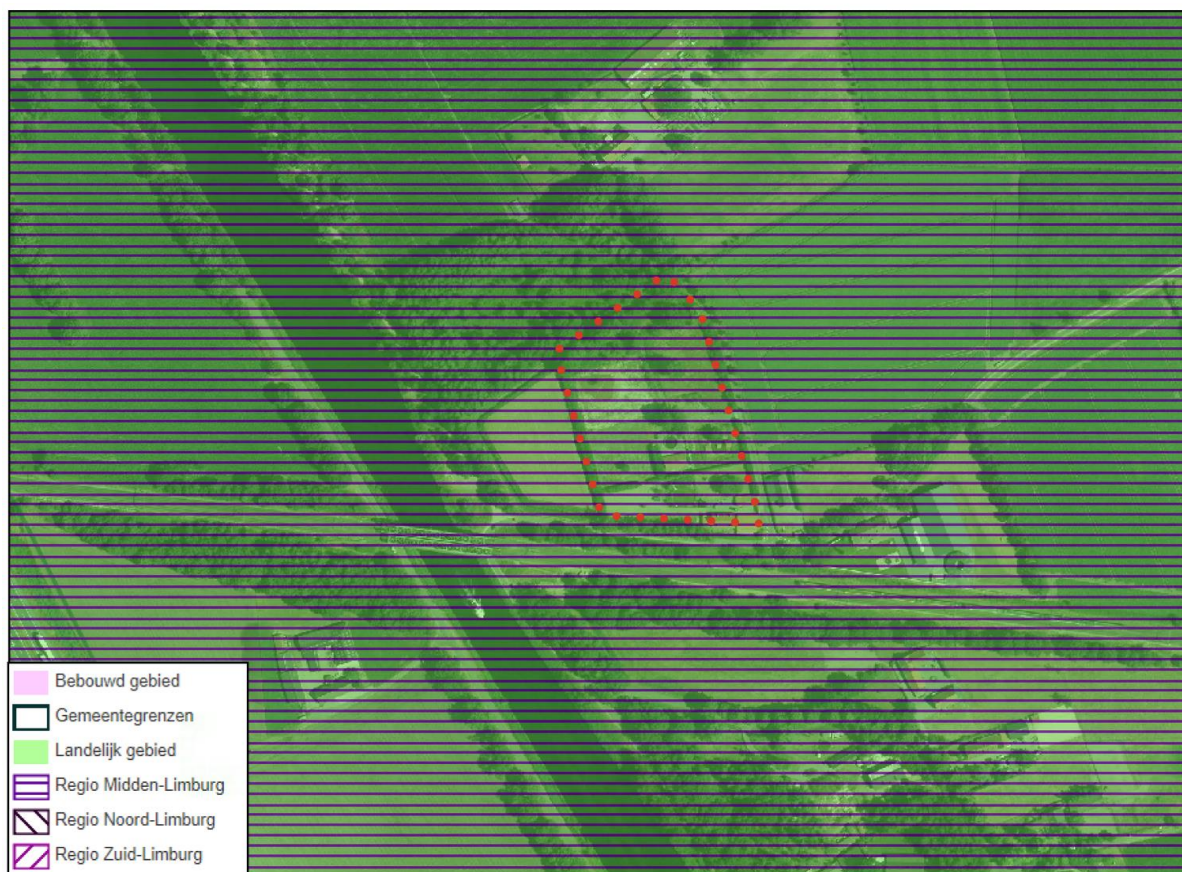 Bebouwd gebied
Gemeentegrenzen
Landelijk gebied
Regio Midden-Limburg
Regio Noord-Limburg
Regio Zuid-Limburg